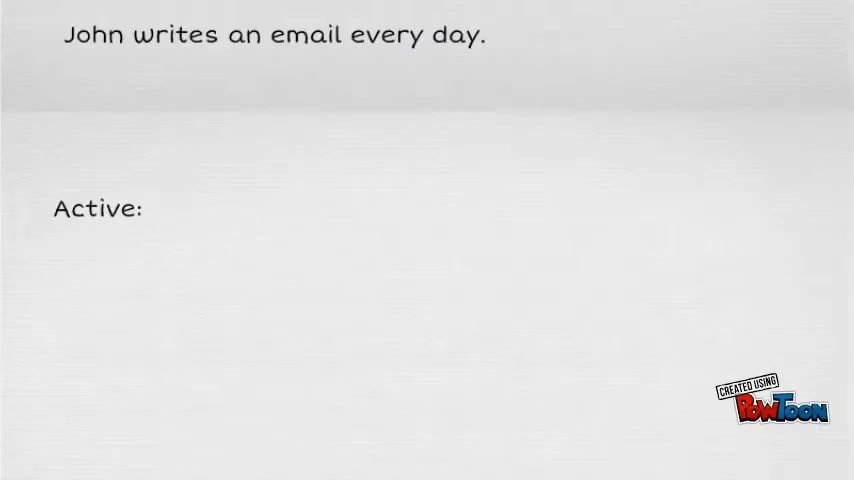 John writes an email every day.
Active:
CREATED USING
POWTOON